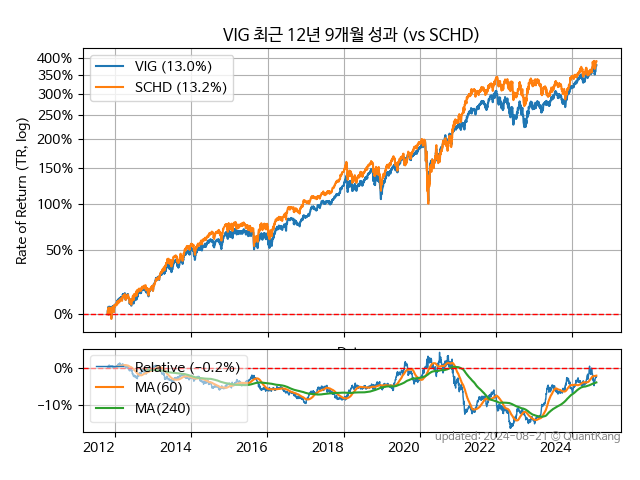 VIG 최근 12년 9개월 성과 (vs SCHD)
Rate of Return (TR, log)
400%
350%
300%
250%
200%
150%
100%
50%
0%
VIG (13.0%)
SCHD (13.2%)
0%
−10%
Relative (−0.2%)
MA(60)
MA(240)
2012 2014 2016 2018 2020 2022 2024
updated: 2024-08-21 © QuantKang